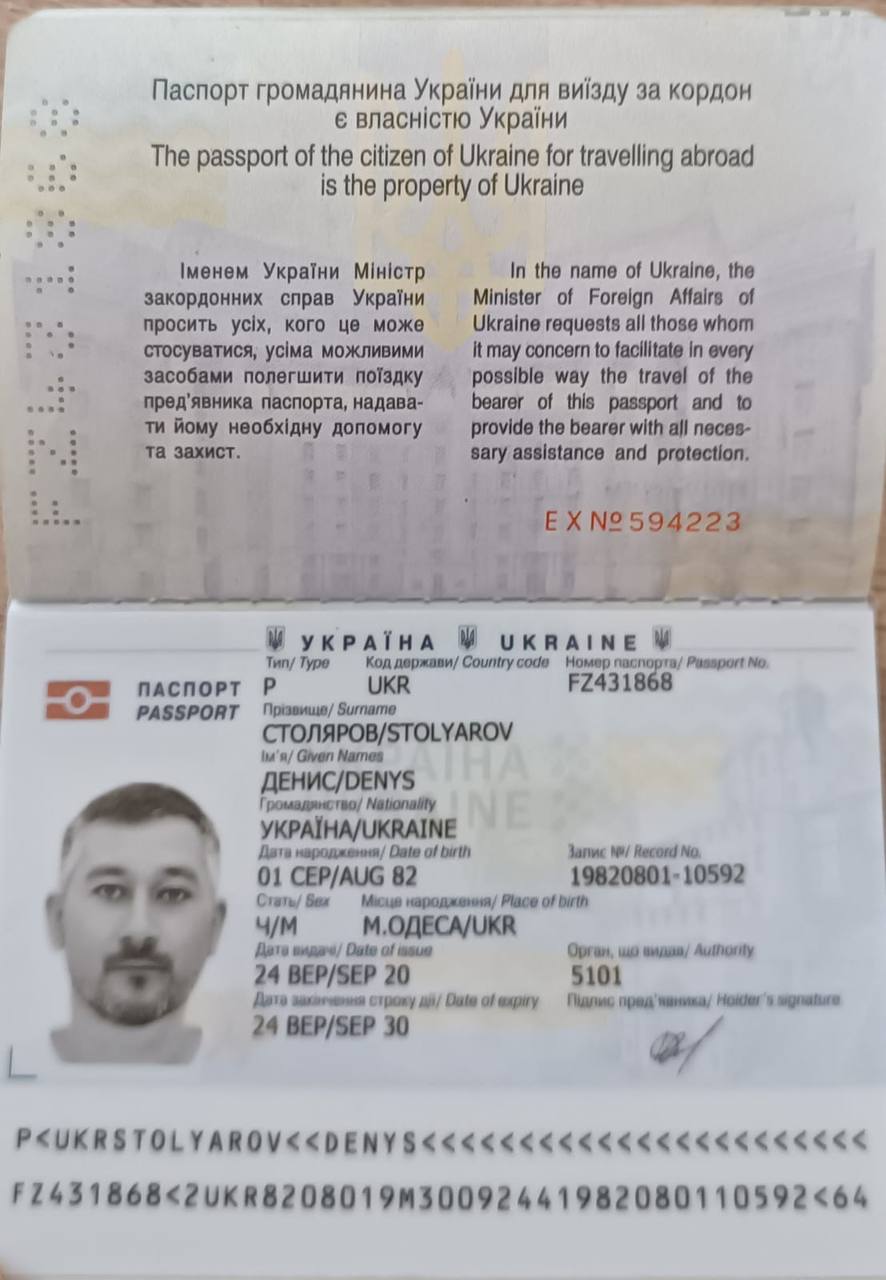 Паспорт громадянина України для виїзду за кордон
є власністю України
The passport of the citizen of Ukraine for travelling abroad
is the property of Ukraine
Іменем України Міністр
закордонних справ України
просить усіх, кого це може
стосуватися, усіма можливими
засобами полегшити поїздку
пред'явника паспорта, надава-
ти йому необхідну допомогу
та захист.
In the name of Ukraine, the
Minister of Foreign Affairs of
Ukraine requests all those whom
it may concern to facilitate in every
possible way the travel of the
bearer of this passport and to
provide the bearer with all neces-
sary assistance and protection.
EX №594223
УКРАЇНА UKRAINE
ПАСПОРТ
PASSPORT
Тип/ Type Код держави/ Country code Номер паспорта/ Passport No.
P UKR FZ431868
Прізвище/ Surname
СТОЛЯРОВ/STOLYAROV
Ім'я/ Given Names
ДЕНИС/DENYS
Громадянство/ Nationality
УКРАЇНА/UKRAINE
Дата народження/ Date of birth Запис №/ Record No.
01 СЕР/AUG 82 19820801-10592
Стать/ Sex Місце народження/ Place of birth
Ч/M М.ОДЕСА/UKR
Дата видачі/ Date of issue Орган, що видав/ Authority
24 ВЕР/SEP 20 5101
Дата закінчення строку дії/ Date of expiry Підпис пред'явника/ Holder's signature
24 ВЕР/SEP 30
P<UKRSTOLYAROV<<DENYS<<<<<<<<<<<<<<<<<<<<<<<
FZ431868<2UKR8208019M30092441982080110592<64